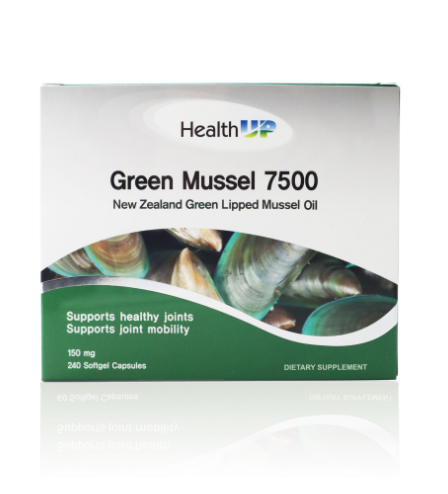 HealthUP
Green Mussel 7500
New Zealand Green Lipped Mussel Oil
Supports healthy joints
Supports joint mobility
150 mg
240 Softgel Capsules
DIETARY SUPPLEMENT